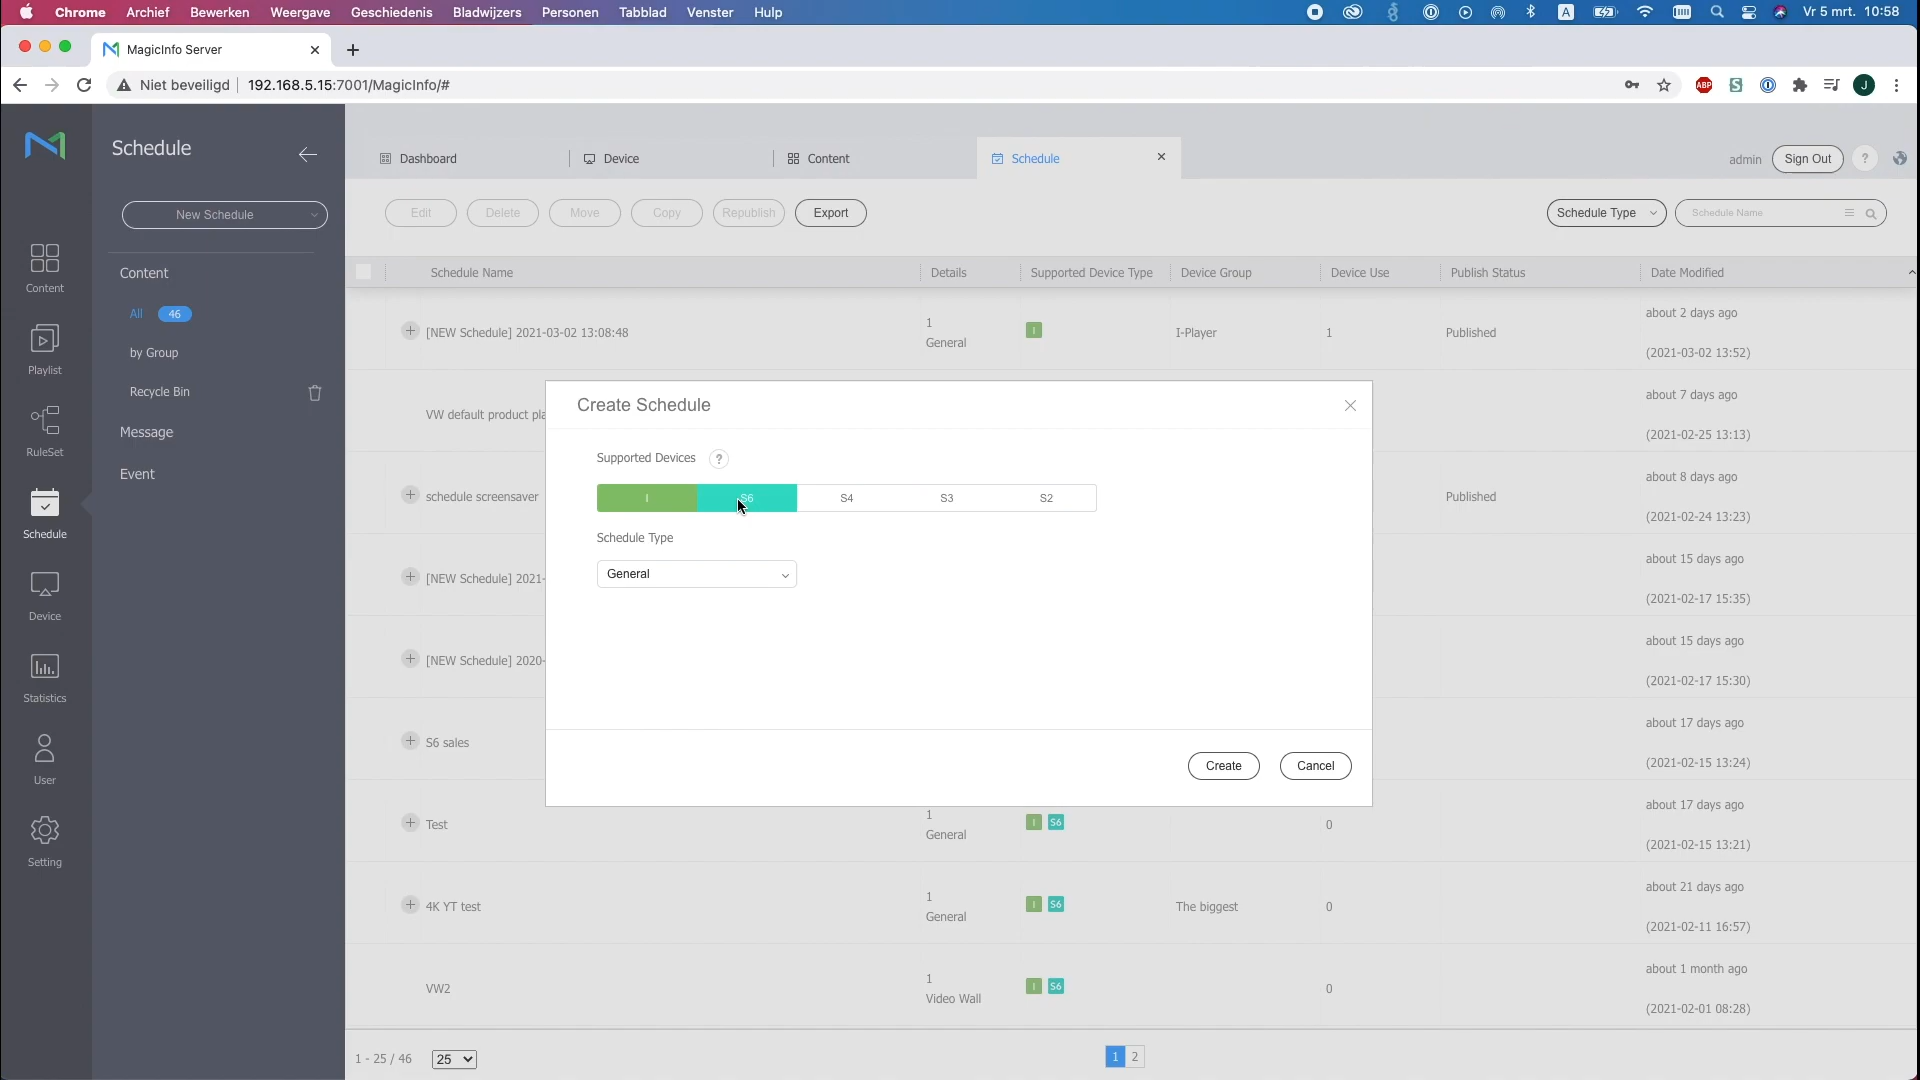 Chrome Archief Bewerken Weergave Geschiedenis Bladwijzers Personen Tabblad Venster Help A Vr 5 mrt. 10:58
MagicInfo Server
Niet beveiligd 192.168.5.15:7001/MagicInfo/# ABP S J
Schedule
Dashboard Device Content Schedule admin Sign Out ?
New Schedule
Edit Delete Move Copy Republish Export Schedule Type Schedule Name
Content
All 46
by Group
Recycle Bin
Message
Event
Content
Playlist
RuleSet
Schedule
Device
Statistics
User
Setting
Schedule Name Details Supported Device Type Device Group Device Use Publish Status Date Modified
[NEW Schedule] 2021-03-02 13:08:48 1 General I I-Player 1 Published about 2 days ago (2021-03-02 13:52)
VW default product pla about 7 days ago (2021-02-25 13:13)
schedule screensaver Published about 8 days ago (2021-02-24 13:23)
[NEW Schedule] 2021- about 15 days ago (2021-02-17 15:35)
[NEW Schedule] 2020- about 15 days ago (2021-02-17 15:30)
S6 sales about 17 days ago (2021-02-15 13:24)
Test 1 General I S6 0 about 17 days ago (2021-02-15 13:21)
4K YT test 1 General I S6 The biggest 0 about 21 days ago (2021-02-11 16:57)
VW2 1 Video Wall I S6 0 about 1 month ago (2021-02-01 08:28)
Create Schedule
Supported Devices ?
I S6 S4 S3 S2
Schedule Type
General
Create Cancel
1 - 25 / 46 25 1 2